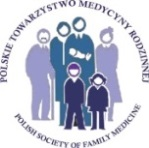 POLSKIE TOWARZYSTWO MEDYCYNY RODZINNEJ
POLISH SOCIETY OF FAMILY MEDICINE